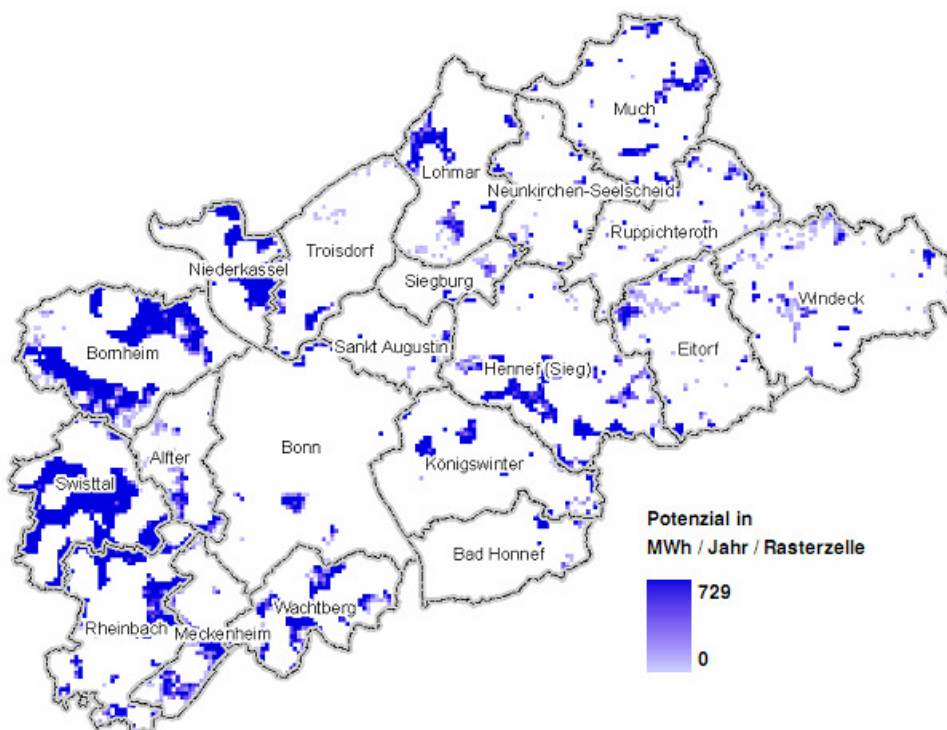 Much
Lohmar
Neunkirchen-Seelscheid
Ruppichteroth
Troisdorf
Niederkassel
Siegburg
Windeck
Sankt Augustin
Bornheim
Eitorf
Hennef (Sieg)
Bonn
Alfter
Königswinter
Swisttal
Bad Honnef
Wachtberg
Rheinbach
Meckenheim
Potenzial in
MWh / Jahr / Rasterzelle
729
0